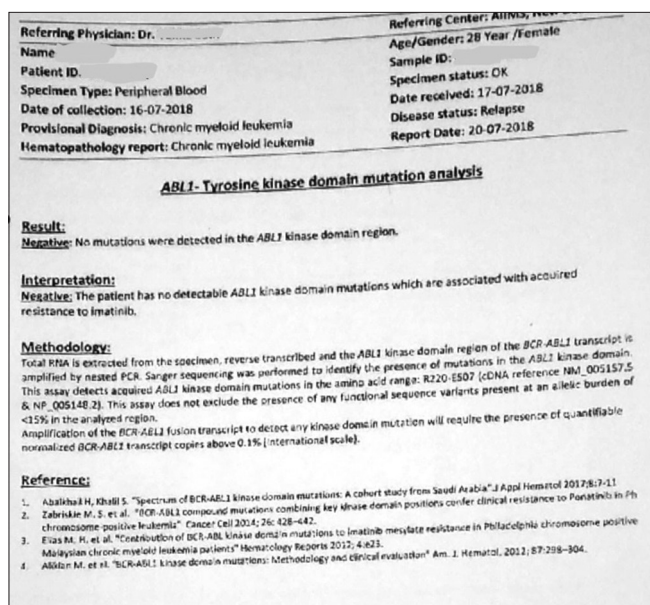 Referring Physician: Dr.
Referring Center: AIIMS,
Name
Age/Gender: 28 Year /Female
Patient ID.
Sample ID:
Specimen Type: Peripheral Blood
Specimen status: OK
Date of collection: 16-07-2018
Date received: 17-07-2018
Provisional Diagnosis: Chronic myeloid leukemia
Disease status: Relapse
Hematopathology report: Chronic myeloid leukemia
Report Date: 20-07-2018
ABL1- Tyrosine kinase domain mutation analysis
Result:
Negative: No mutations were detected in the ABL1 kinase domain region.
Interpretation:
Negative: The patient has no detectable ABL1 kinase domain mutations which are associated with acquired
resistance to imatinib.
Methodology:
Total RNA is extracted from the specimen, reverse transcribed and the ABL1 kinase domain region of the BCR-ABL1 transcript is
amplified by nested PCR. Sanger sequencing was performed to identify the presence of mutations in the ABL1 kinase domain.
This assay detects acquired ABL1 kinase domain mutations in the amino acid range: R220-E507 (cDNA reference NM_005157.5
& NP_005148.2). This assay does not exclude the presence of any functional sequence variants present at an allelic burden of
<15% in the analyzed region.
Amplification of the BCR-ABL1 fusion transcript to detect any kinase domain mutation will require the presence of quantifiable
normalized BCR-ABL1 transcript copies above 0.1% (International scale).
Reference:
1. Abalkhail H, Khalil S. "Spectrum of BCR-ABL1 kinase domain mutations: A cohort study from Saudi Arabia" J Appl Hematol 2017;8:7-11
2. Zabriskie M. S. et al. "BCR-ABL1 compound mutations combining key kinase domain positions confer clinical resistance to Ponatinib in Ph
chromosome-positive leukemia" Cancer Cell 2014; 26: 428-442.
3. Elias M. H. et al. "Contribution of BCR-ABL kinase domain mutations to imatinib mesylate resistance in Philadelphia chromosome positive
Malaysian chronic myeloid leukemia patients" Hematology Reports 2012; 4:e23.
4. Alikian M. et al. "BCR-ABL1 kinase domain mutations: Methodology and clinical evaluation" Am. J. Hematol, 2012; 87:298-304.